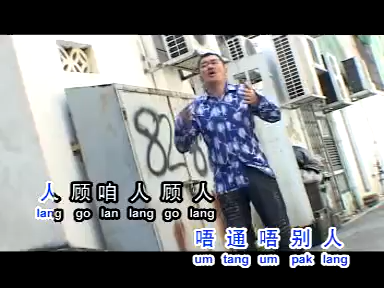 828
人 顾 咱 人 顾 人
lang go lan lang go lang
唔 通 唔 别 人
um tang um pak lang